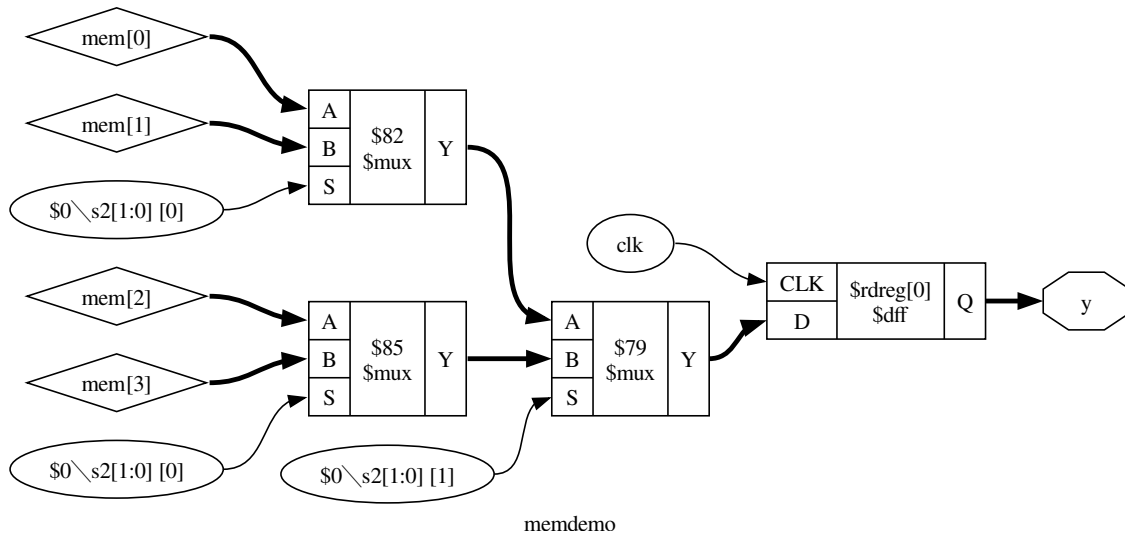 mem[0]
mem[1]
$0\s2[1:0] [0]
A
B
S
$82
$mux
Y
mem[2]
mem[3]
$0\s2[1:0] [0]
A
B
S
$85
$mux
Y
$0\s2[1:0] [1]
A
B
S
$79
$mux
Y
clk
CLK
D
$rdreg[0]
$dff
Q
y
memdemo